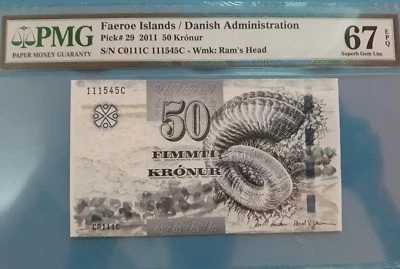 PMG
PAPER MONEY GUARANTY
Faeroe Islands / Danish Administration
Pick# 29 2011 50 Krónur
S/N C0111C 111545C - Wmk: Ram's Head
67 EPQ
Superb Gem Unc
111545C
50
FIMMTI
KRÓNUR
C0111C